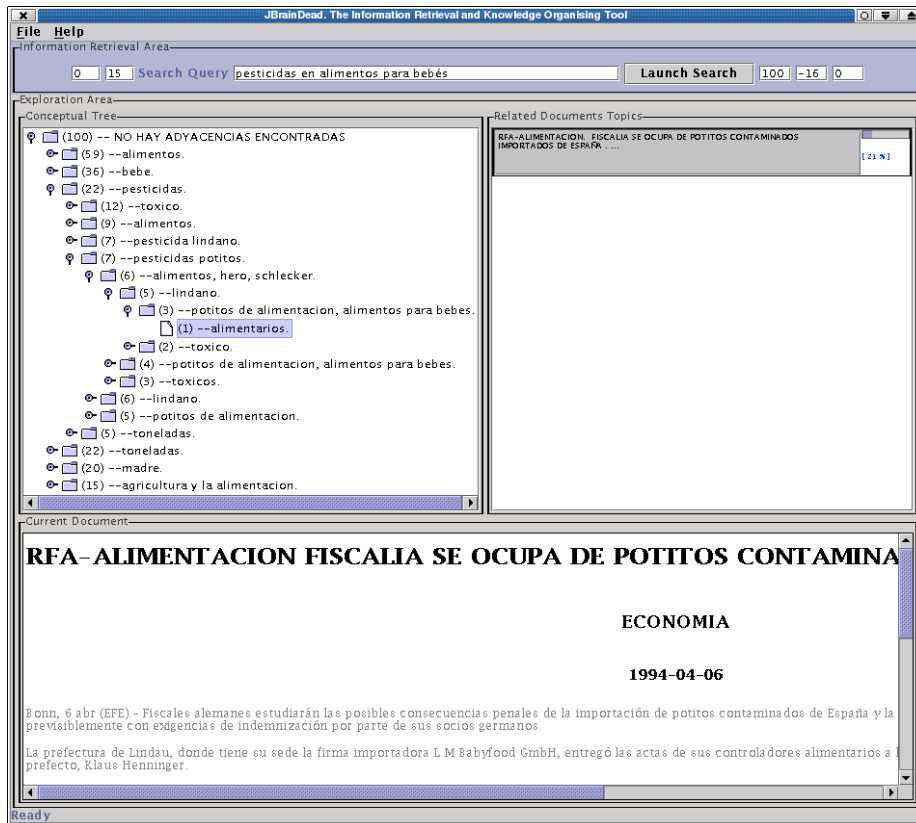 JBrainDead. The Information Retrieval and Knowledge Organising Tool
File Help
Information Retrieval Area
0 15 Search Query pesticidas en alimentos para bebés Launch Search 100 -16 0
Exploration Area
Conceptual Tree
(100) -- NO HAY ADYACENCIAS ENCONTRADAS
(59) --alimentos.
(36) --bebe.
(22) --pesticidas.
(12) --toxico.
(9) --alimentos.
(7) --pesticida lindano.
(7) --pesticidas potitos.
(6) --alimentos, hero, schlecker.
(5) --lindano.
(3) --potitos de alimentacion, alimentos para bebes.
(1) --alimentarios.
(2) --toxico.
(4) --potitos de alimentacion, alimentos para bebes.
(3) --toxicos.
(6) --lindano.
(5) --potitos de alimentacion.
(5) --toneladas.
(22) --toneladas.
(20) --madre.
(15) --agricultura y la alimentacion.
Related Documents Topics
RFA-ALIMENTACION. FISCALIA SE OCUPA DE POTITOS CONTAMINADOS
IMPORTADOS DE ESPAÑA . ...
[ 21 %]
Current Document
RFA-ALIMENTACION FISCALIA SE OCUPA DE POTITOS CONTAMINA
ECONOMIA
1994-04-06
Bonn, 6 abr (EFE).- Fiscales alemanes estudiarán las posibles consecuencias penales de la importación de potitos contaminados de España y la
previsiblemente con exigencias de indemnización por parte de sus socios germanos.
La prefectura de Lindau, donde tiene su sede la firma importadora L M Babyfood GmbH, entregó las actas de sus controladores alimentarios a
prefecto, Klaus Henninger.
Ready